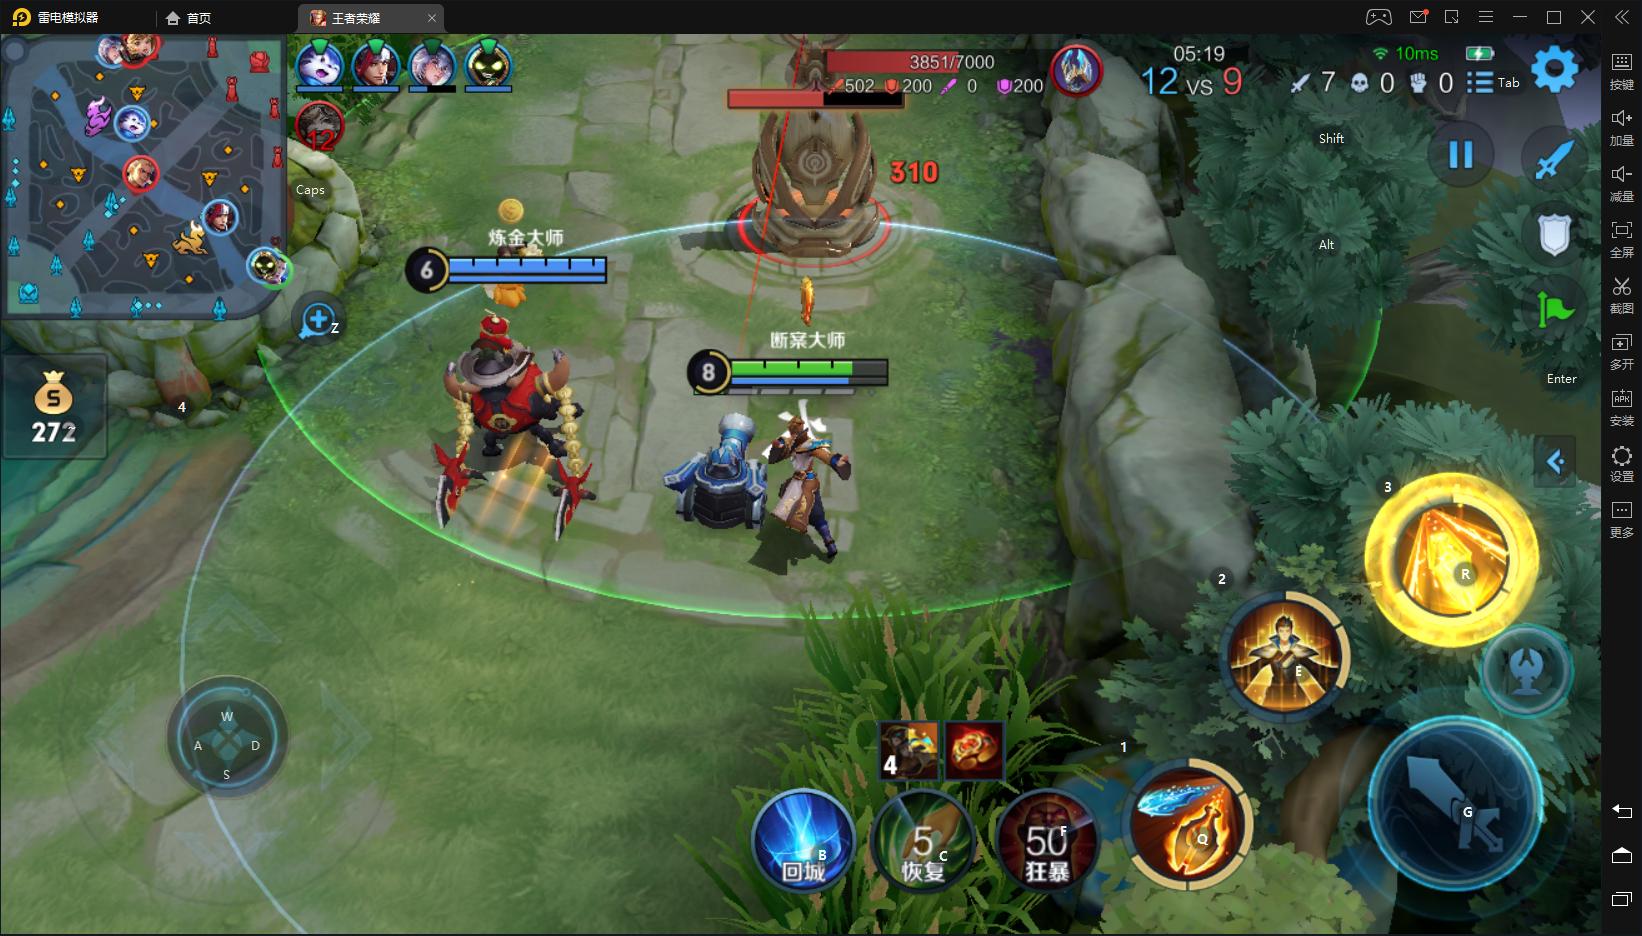 雷电模拟器
首页
王者荣耀
3851/7000
502 200 0 200
05:19
12 VS 9
10ms
7 0 0 Tab
12
Caps
Shift
Alt
Enter
310
炼金大师
6
断案大师
8
Z
4
272
W
A D
S
3
R
2
E
1
Q
G
4
B
回城
5
C
恢复
50
F
狂暴
按键
加量
减量
全屏
截图
多开
APK
安装
设置
更多